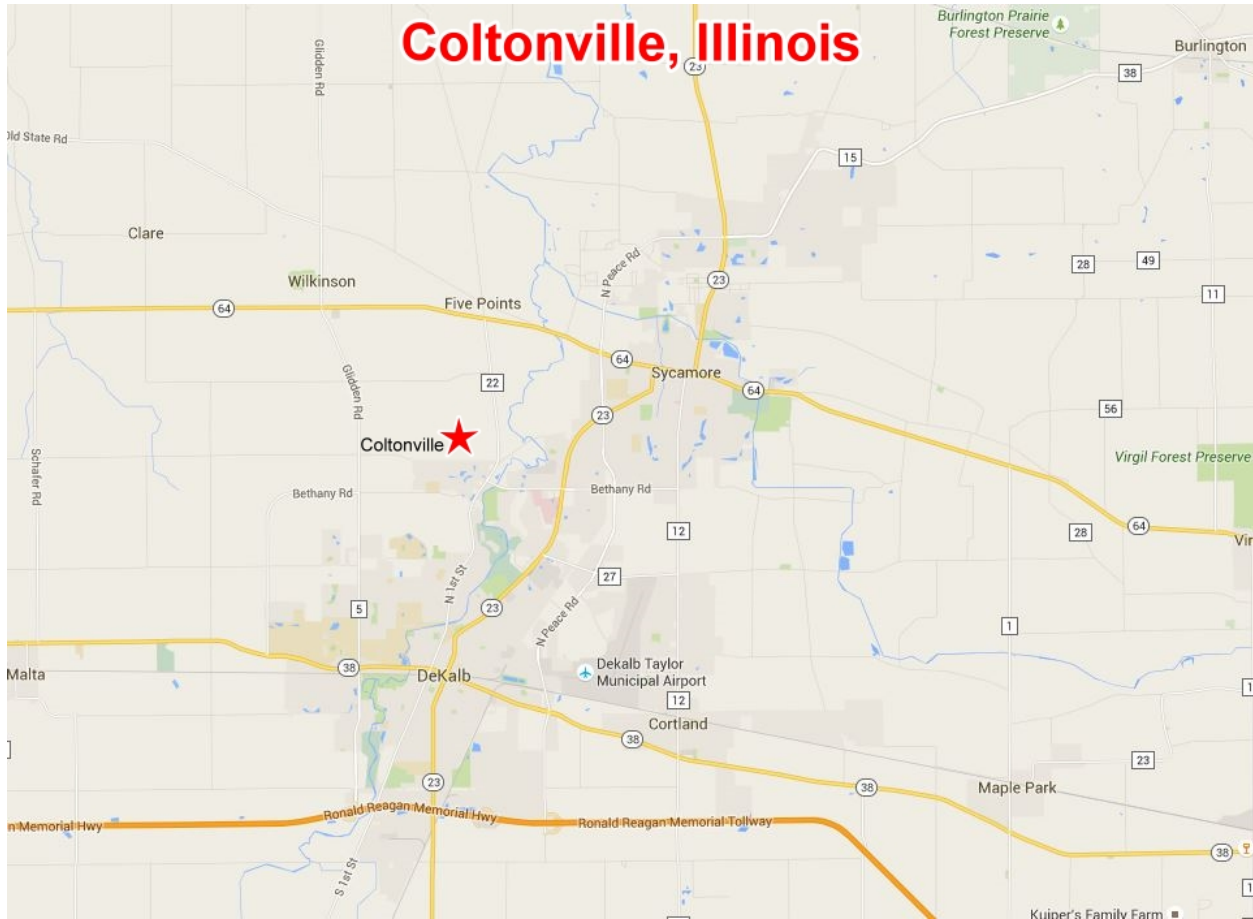 Coltonville, Illinois
Burlington Prairie
Forest Preserve
Burlington
Glidden Rd
23
38
Old State Rd
15
Clare
N Peace Rd
28
49
Wilkinson
23
11
Five Points
64
64
Sycamore
22
64
Glidden Rd
56
23
Coltonville
Virgil Forest Preserve
Schafer Rd
Bethany Rd
Bethany Rd
64
12
28
Vir
N 1st St
27
5
23
1
N Peace Rd
38
Malta
DeKalb
Dekalb Taylor
Municipal Airport
1
12
Cortland
38
23
23
38
Maple Park
Ronald Reagan Memorial Hwy
n Memorial Hwy
Ronald Reagan Memorial Tollway
38
S 1st St
1
Kuiper's Family Farm